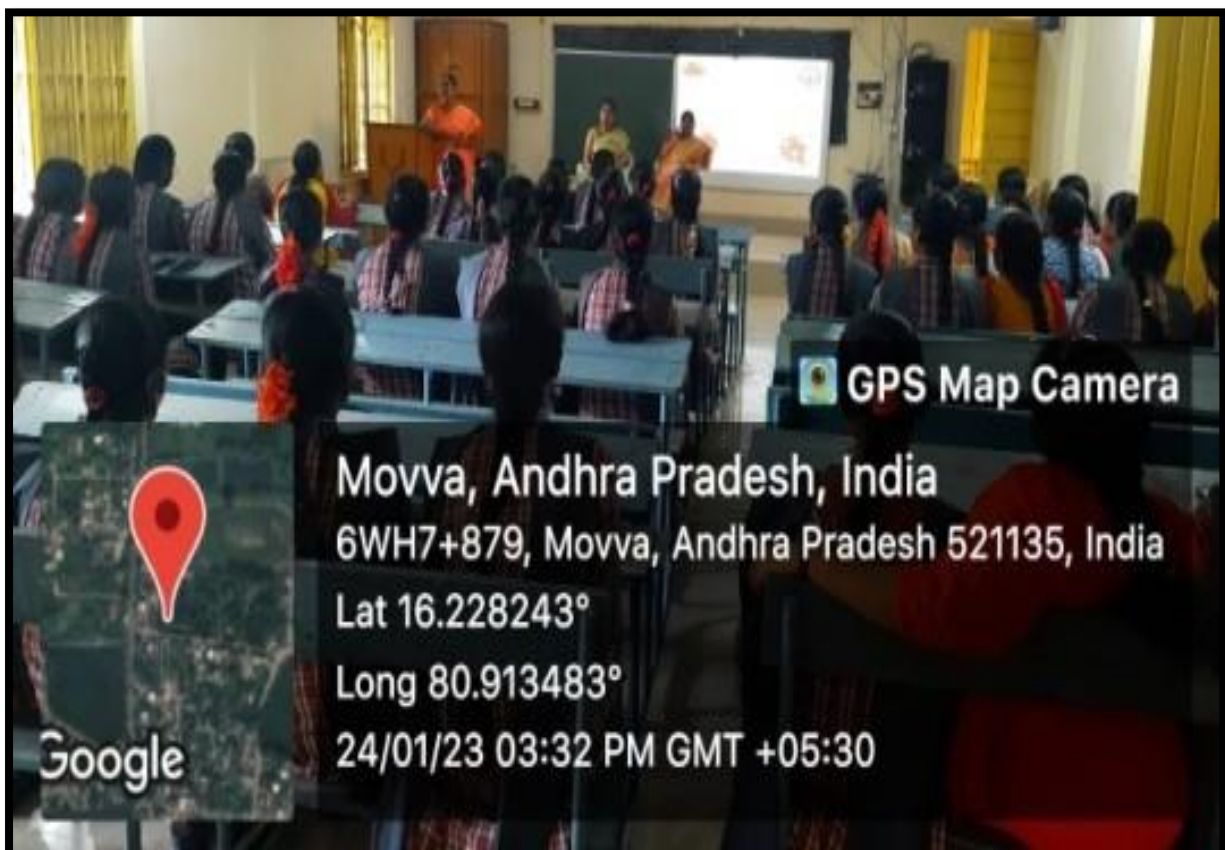 GPS Map Camera
Movva, Andhra Pradesh, India
6WH7+879, Movva, Andhra Pradesh 521135, India
Lat 16.228243°
Long 80.913483°
24/01/23 03:32 PM GMT +05:30
Google